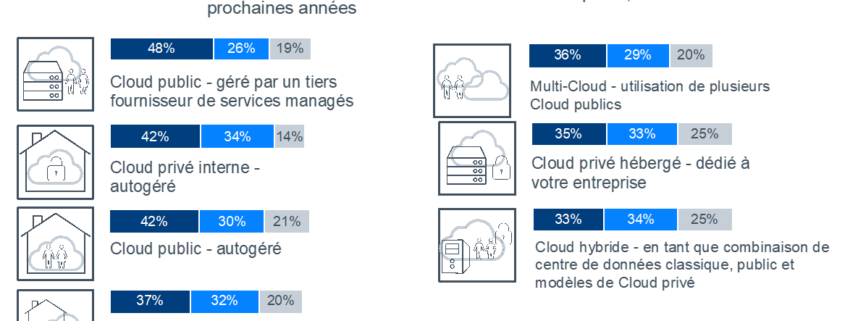 prochaines années
48% 26% 19%
Cloud public - géré par un tiers
fournisseur de services managés
42% 34% 14%
Cloud privé interne -
autogéré
42% 30% 21%
Cloud public - autogéré
37% 32% 20%
36% 29% 20%
Multi-Cloud - utilisation de plusieurs
Cloud publics
35% 33% 25%
Cloud privé hébergé - dédié à
votre entreprise
33% 34% 25%
Cloud hybride - en tant que combinaison de
centre de données classique, public et
modèles de Cloud privé